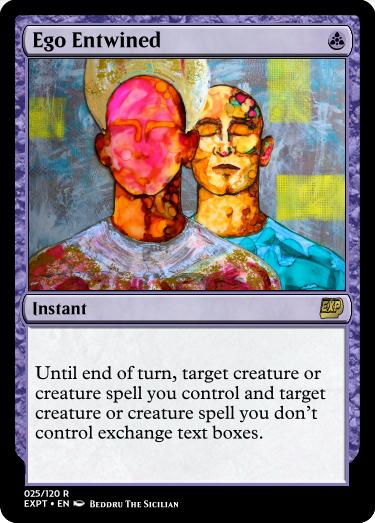 Ego Entwined
Instant
EXP
Until end of turn, target creature or
creature spell you control and target
creature or creature spell you don't
control exchange text boxes.
025/120 R
EXPT • EN Beddru The Sicilian